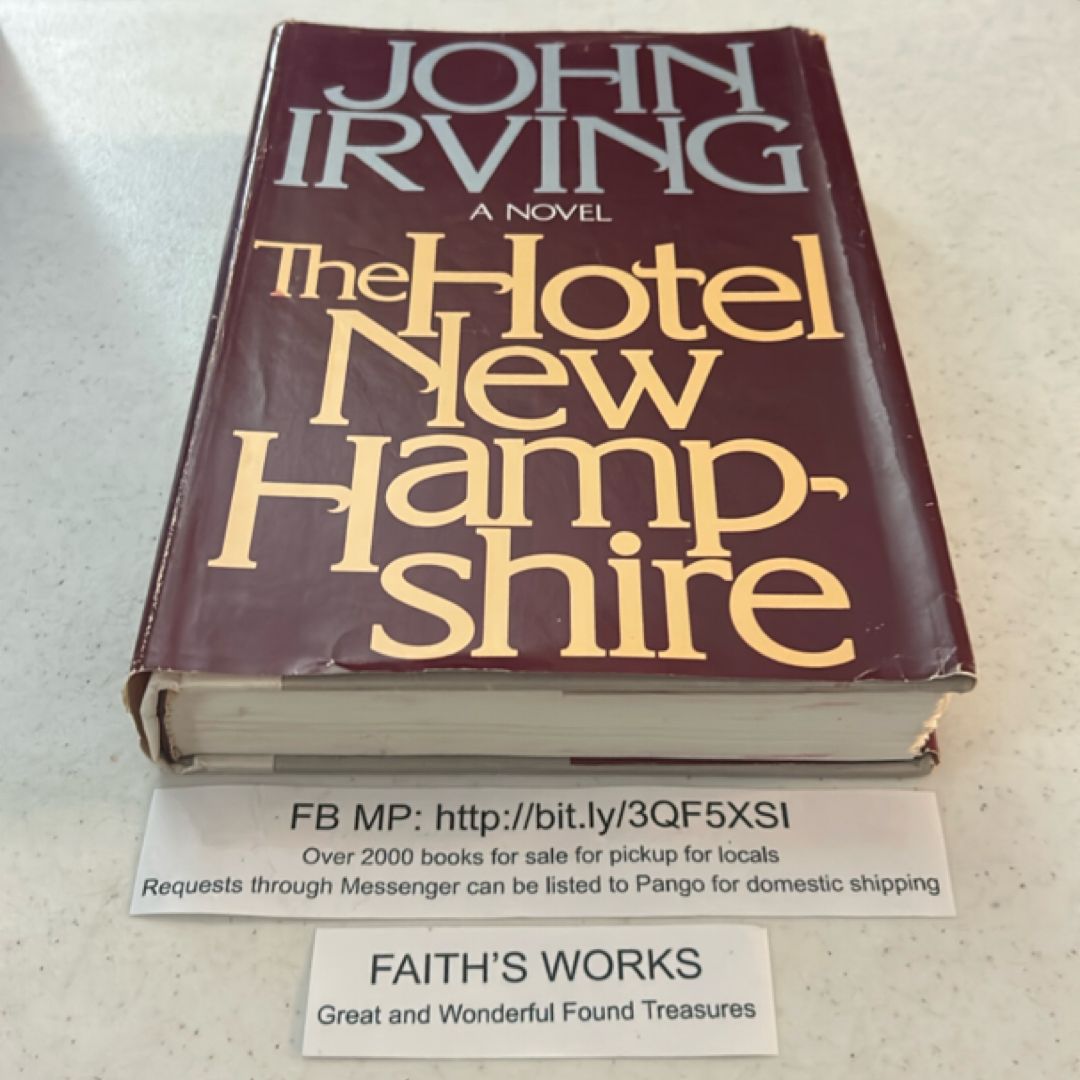 JOHN
IRVING
A NOVEL
The Hotel
New
Hamp-
shire
FB MP: http://bit.ly/3QF5XSI
Over 2000 books for sale for pickup for locals
Requests through Messenger can be listed to Pango for domestic shipping
FAITH'S WORKS
Great and Wonderful Found Treasures